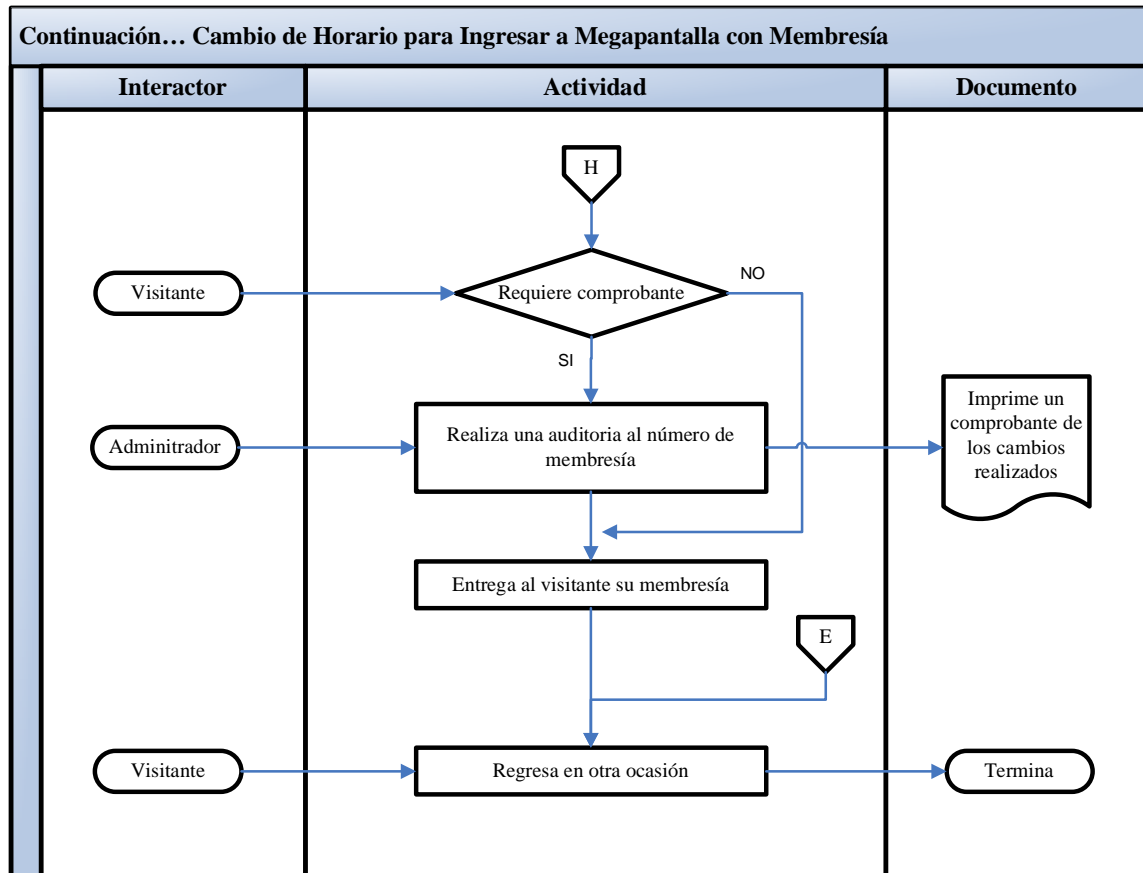 Continuación… Cambio de Horario para Ingresar a Megapantalla con Membresía
Interactor
Actividad
Documento
H
Visitante
Requiere comprobante
NO
SI
Adminitrador
Realiza una auditoria al número de
membresía
Imprime un
comprobante de
los cambios
realizados
Entrega al visitante su membresía
E
Visitante
Regresa en otra ocasión
Termina